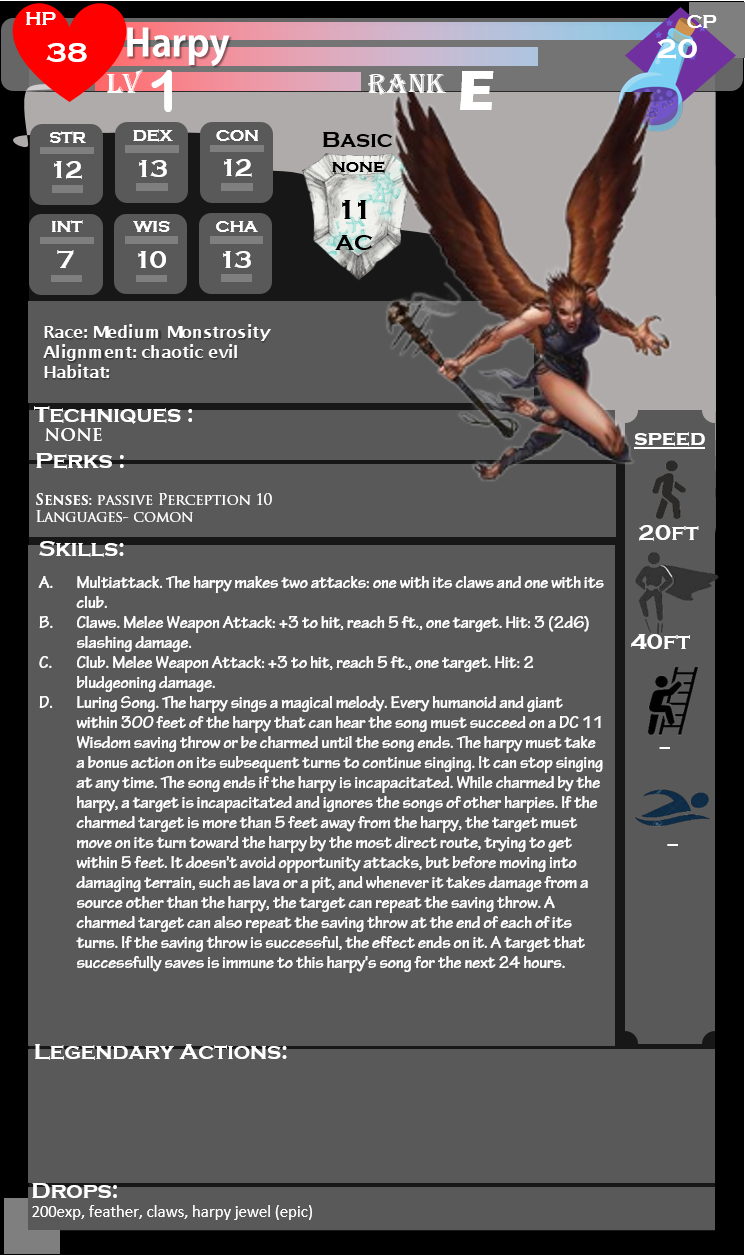 HP
38
Harpy
CP
20
LV 1
RANK E
STR
12
DEX
13
CON
12
INT
7
WIS
10
CHA
13
BASIC
NONE
11
AC
Race: Medium Monstrosity
Alignment: chaotic evil
Habitat:
TECHNIQUES :
NONE
PERKS :
SENSES: PASSIVE PERCEPTION 10
LANGUAGES- COMON
SKILLS:
A. Multiattack. The harpy makes two attacks: one with its claws and one with its
club.
B. Claws. Melee Weapon Attack: +3 to hit, reach 5 ft., one target. Hit: 3 (2d6)
slashing damage.
C. Club. Melee Weapon Attack: +3 to hit, reach 5 ft., one target. Hit: 2
bludgeoning damage.
D. Luring Song. The harpy sings a magical melody. Every humanoid and giant
within 300 feet of the harpy that can hear the song must succeed on a DC 11
Wisdom saving throw or be charmed until the song ends. The harpy must take
a bonus action on its subsequent turns to continue singing. It can stop singing
at any time. The song ends if the harpy is incapacitated. While charmed by the
harpy, a target is incapacitated and ignores the songs of other harpies. If the
charmed target is more than 5 feet away from the harpy, the target must
move on its turn toward the harpy by the most direct route, trying to get
within 5 feet. It doesn't avoid opportunity attacks, but before moving into
damaging terrain, such as lava or a pit, and whenever it takes damage from a
source other than the harpy, the target can repeat the saving throw. A
charmed target can also repeat the saving throw at the end of each of its
turns. If the saving throw is successful, the effect ends on it. A target that
successfully saves is immune to this harpy's song for the next 24 hours.
SPEED
20FT
40FT
–
–
LEGENDARY ACTIONS:
DROPS:
200exp, feather, claws, harpy jewel (epic)